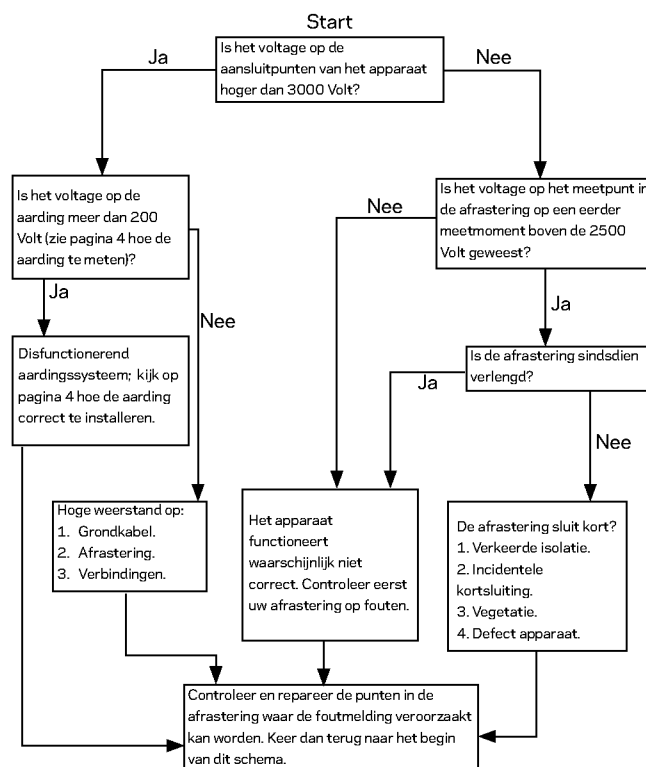 Start
Is het voltage op de
aansluitpunten van het apparaat
hoger dan 3000 Volt?
Ja
Nee
Is het voltage op de
aarding meer dan 200
Volt (zie pagina 4 hoe de
aarding te meten)?
Is het voltage op het meetpunt in
de afrastering op een eerder
meetmoment boven de 2500
Volt geweest?
Nee
Ja
Nee
Ja
Disfunctionerend
aardingssysteem; kijk op
pagina 4 hoe de aarding
correct te installeren.
Is de afrastering sindsdien
verlengd?
Ja
Nee
Hoge weerstand op:
1. Grondkabel.
2. Afrastering.
3. Verbindingen.
Het apparaat
functioneert
waarschijnlijk niet
correct. Controleer eerst
uw afrastering op fouten.
De afrastering sluit kort?
1. Verkeerde isolatie.
2. Incidentele
kortsluiting.
3. Vegetatie.
4. Defect apparaat.
Controleer en repareer de punten in de
afrastering waar de foutmelding veroorzaakt
kan worden. Keer dan terug naar het begin
van dit schema.